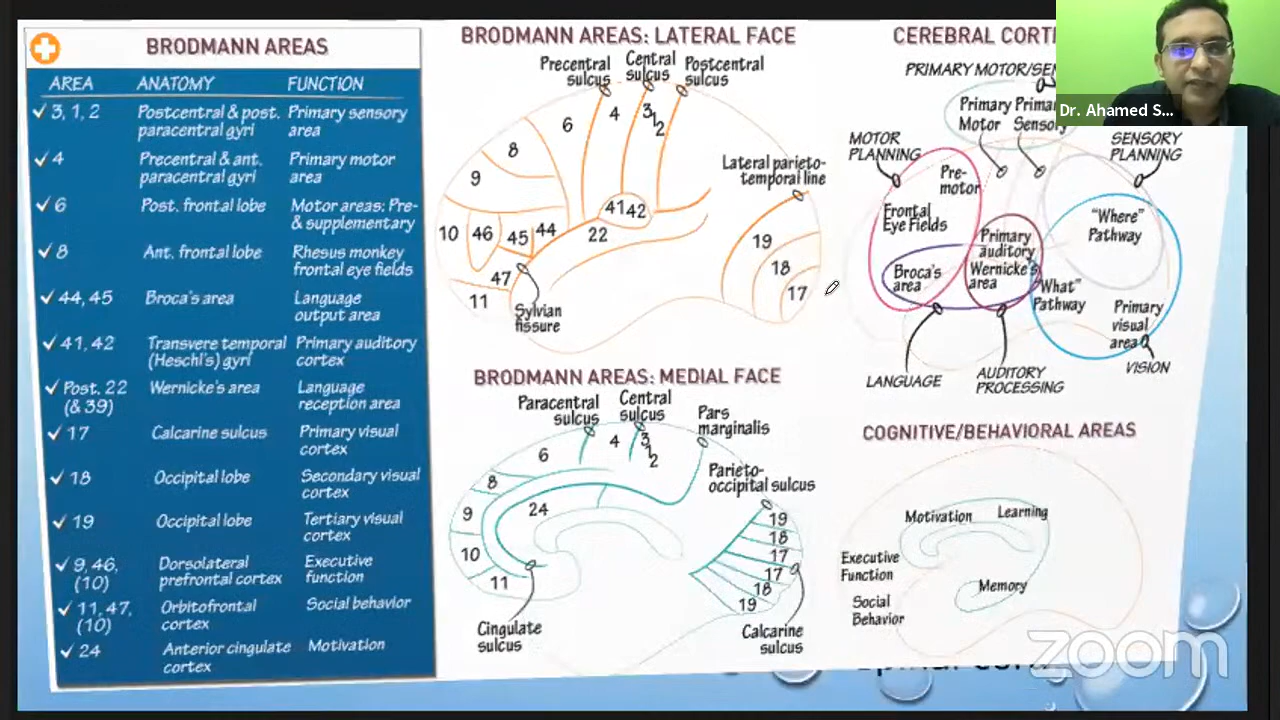 BRODMANN AREAS
AREA ANATOMY FUNCTION
✓ 3, 1, 2 Postcentral & post. Primary sensory
paracentral gyri area
✓ 4 Precentral & ant. Primary motor
paracentral gyri area
✓ 6 Post. frontal lobe Motor areas: Pre-
& supplementary
✓ 8 Ant. frontal lobe Rhesus monkey
frontal eye fields
✓ 44, 45 Broca's area Language
output area
✓ 41, 42 Transvere temporal Primary auditory
(Heschl's) gyri cortex
✓ Post. 22 Wernicke's area Language
(& 39) reception area
✓ 17 Calcarine sulcus Primary visual
cortex
✓ 18 Occipital lobe Secondary visual
cortex
✓ 19 Occipital lobe Tertiary visual
cortex
✓ 9, 46, Dorsolateral Executive
(10) prefrontal cortex function
✓ 11, 47, Orbitofrontal Social behavior
(10) cortex
✓ 24 Anterior cingulate Motivation
cortex
BRODMANN AREAS: LATERAL FACE
Precentral
sulcus
Central
sulcus
Postcentral
sulcus
Lateral parieto-
temporal line
8
6
4
3
1
2
9
10
46
45
44
41 42
22
47
11
19
18
17
Sylvian
fissure
BRODMANN AREAS: MEDIAL FACE
Paracentral
sulcus
Central
sulcus
Pars
marginalis
Parieto-
occipital sulcus
6
4
3
1
2
8
9
10
11
24
19
18
17
17
18
19
Cingulate
sulcus
Calcarine
sulcus
CEREBRAL
PRIMARY
Primary
Motor
MOTOR
PLANNING
SENSORY
PLANNING
Pre-
motor
Frontal
Eye Fields
"Where"
Pathway
Primary
auditory
Wernicke's
area
Broca's
area
"What"
Pathway
Primary
visual
area
LANGUAGE
AUDITORY
PROCESSING
VISION
COGNITIVE/BEHAVIORAL AREAS
Motivation
Learning
Executive
Function
Memory
Social
Behavior
Dr. Ahamed S...
zoom